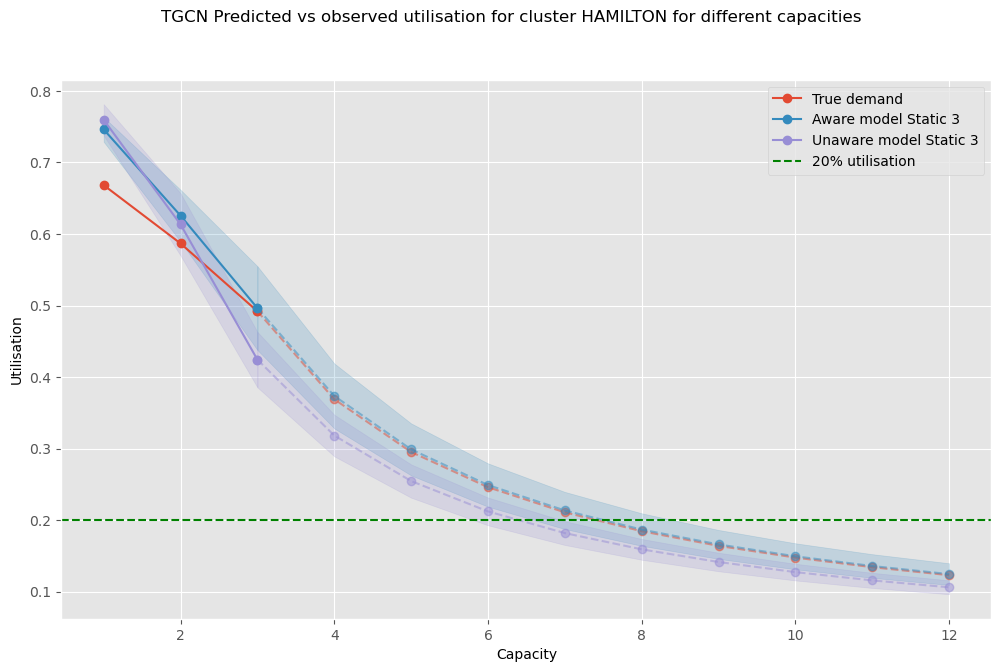 TGCN Predicted vs observed utilisation for cluster HAMILTON for different capacities
True demand
Aware model Static 3
Unaware model Static 3
20% utilisation
Utilisation
0.8
0.7
0.6
0.5
0.4
0.3
0.2
0.1
2 4 6 8 10 12
Capacity